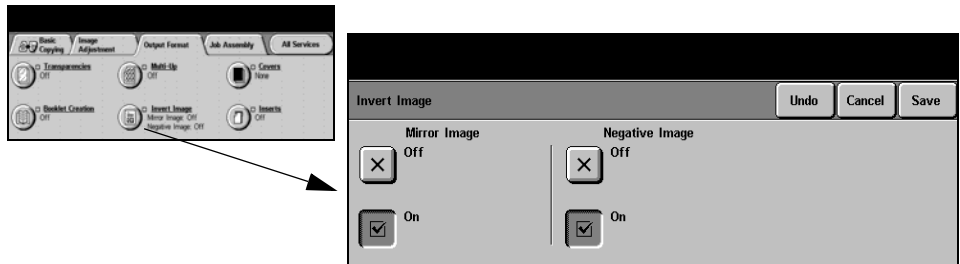 Basic Copying
Image Adjustment
Output Format
Job Assembly
All Services
Transparencies
Off
Multi-Up
Off
Covers
None
Booklet Creation
Off
Invert Image
Mirror Image: Off
Negative Image: Off
Inserts
Off
Invert Image
Undo
Cancel
Save
Mirror Image
Negative Image
Off
Off
On
On